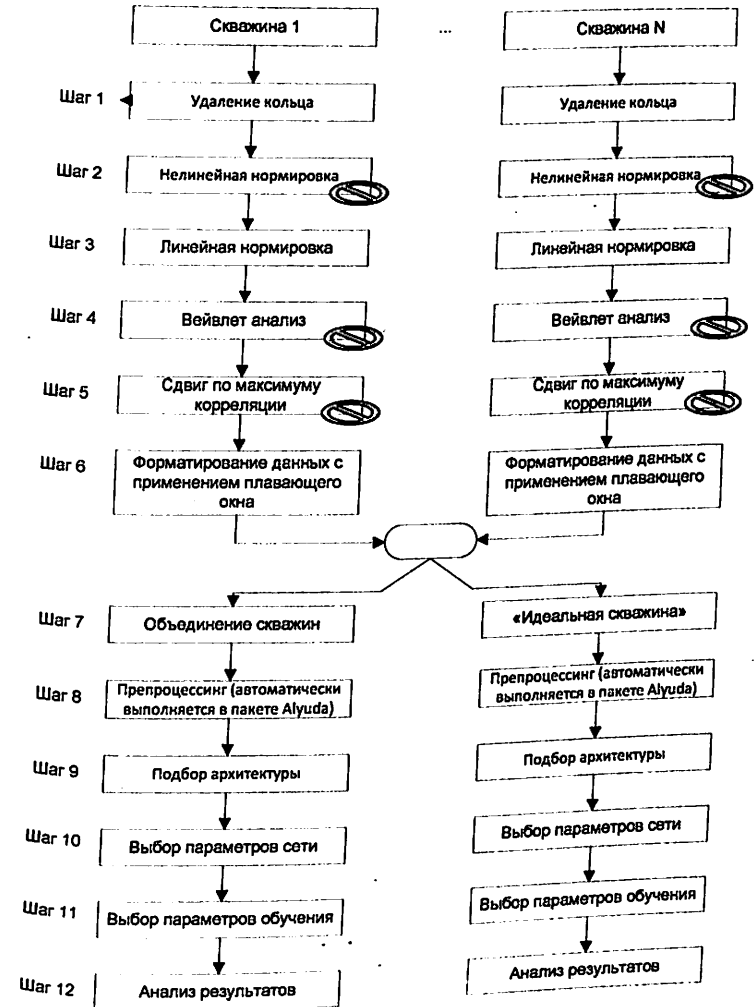 Скважина 1
...
Скважина N
Шаг 1
Удаление кольца
Удаление кольца
Шаг 2
Нелинейная нормировка
Нелинейная нормировка
Шаг 3
Линейная нормировка
Линейная нормировка
Шаг 4
Вейвлет анализ
Вейвлет анализ
Шаг 5
Сдвиг по максимуму
корреляции
Сдвиг по максимуму
корреляции
Шаг 6
Форматирование данных с
применением плавающего
окна
Форматирование данных с
применением плавающего
окна
Шаг 7
Объединение скважин
«Идеальная скважина»
Шаг 8
Препроцессинг (автоматически
выполняется в пакете Alyuda)
Препроцессинг (автоматически
выполняется в пакете Alyuda)
Шаг 9
Подбор архитектуры
Подбор архитектуры
Шаг 10
Выбор параметров сети
Выбор параметров сети
Шаг 11
Выбор параметров обучения
Выбор параметров обучения
Шаг 12
Анализ результатов
Анализ результатов